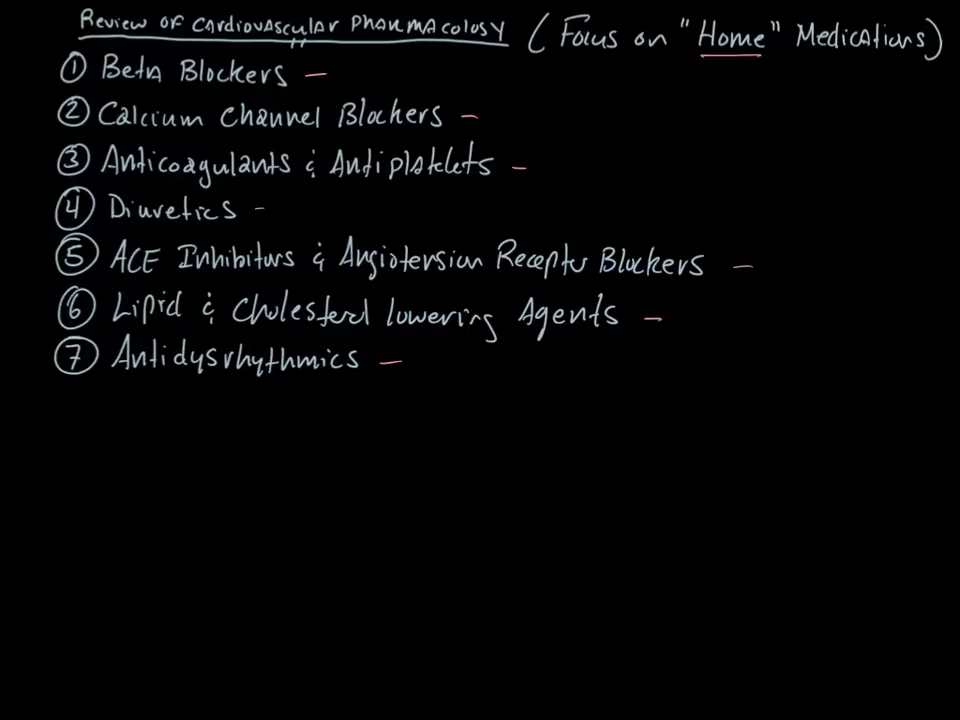 Review of Cardiovascular Pharmacology (Focus on "Home" Medications)
① Beta Blockers –
② Calcium Channel Blockers –
③ Anticoagulants & Antiplatelets –
④ Diuretics -
⑤ ACE Inhibitors & Angiotension Receptor Blockers –
⑥ Lipid & Cholesterol lowering Agents –
⑦ Antidysrhythmics –